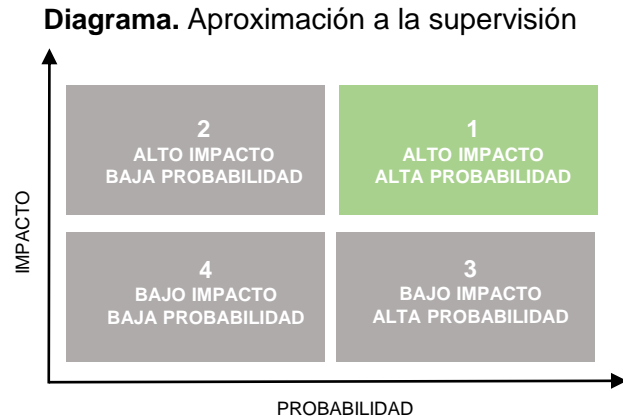 Diagrama. Aproximación a la supervisión
IMPACTO
2
ALTO IMPACTO
BAJA PROBABILIDAD
1
ALTO IMPACTO
ALTA PROBABILIDAD
4
BAJO IMPACTO
BAJA PROBABILIDAD
3
BAJO IMPACTO
ALTA PROBABILIDAD
PROBABILIDAD